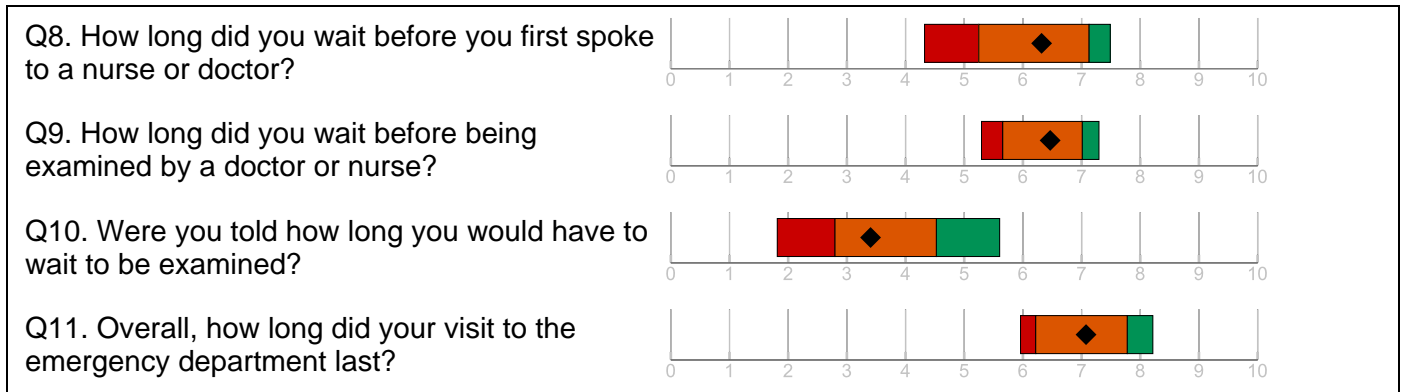 Q8. How long did you wait before you first spoke
to a nurse or doctor?
0 1 2 3 4 5 6 7 8 9 10
Q9. How long did you wait before being
examined by a doctor or nurse?
0 1 2 3 4 5 6 7 8 9 10
Q10. Were you told how long you would have to
wait to be examined?
0 1 2 3 4 5 6 7 8 9 10
Q11. Overall, how long did your visit to the
emergency department last?
0 1 2 3 4 5 6 7 8 9 10